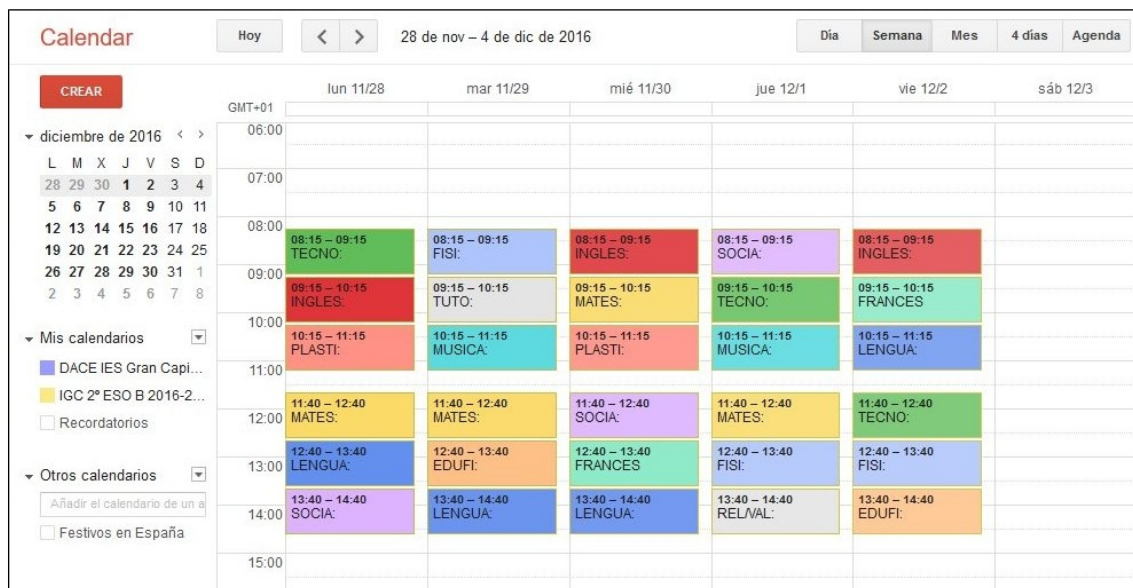 Calendar
Hoy
< >
28 de nov – 4 de dic de 2016
Día Semana Mes 4 días Agenda
CREAR
diciembre de 2016 < >
L M X J V S D
28 29 30 1 2 3 4
5 6 7 8 9 10 11
12 13 14 15 16 17 18
19 20 21 22 23 24 25
26 27 28 29 30 31 1
2 3 4 5 6 7 8
Mis calendarios
DACE IES Gran Capi...
IGC 2º ESO B 2016-2...
Recordatorios
Otros calendarios
Añadir el calendario de un a
Festivos en España
lun 11/28 mar 11/29 mié 11/30 jue 12/1 vie 12/2 sáb 12/3
GMT+01
06:00
07:00
08:00
08:15 – 09:15 08:15 – 09:15 08:15 – 09:15 08:15 – 09:15 08:15 – 09:15
TECNO: FISI: INGLES: SOCIA: INGLES:
09:00
09:15 – 10:15 09:15 – 10:15 09:15 – 10:15 09:15 – 10:15 09:15 – 10:15
INGLES: TUTO: MATES: TECNO: FRANCES
10:00
10:15 – 11:15 10:15 – 11:15 10:15 – 11:15 10:15 – 11:15 10:15 – 11:15
PLASTI: MUSICA: PLASTI: MUSICA: LENGUA:
11:00
11:40 – 12:40 11:40 – 12:40 11:40 – 12:40 11:40 – 12:40 11:40 – 12:40
12:00 MATES: MATES: SOCIA: MATES: TECNO:
12:40 – 13:40 12:40 – 13:40 12:40 – 13:40 12:40 – 13:40 12:40 – 13:40
13:00 LENGUA: EDUFI: FRANCES FISI: FISI:
13:40 – 14:40 13:40 – 14:40 13:40 – 14:40 13:40 – 14:40 13:40 – 14:40
14:00 SOCIA: LENGUA: LENGUA: REL/VAL: EDUFI:
15:00